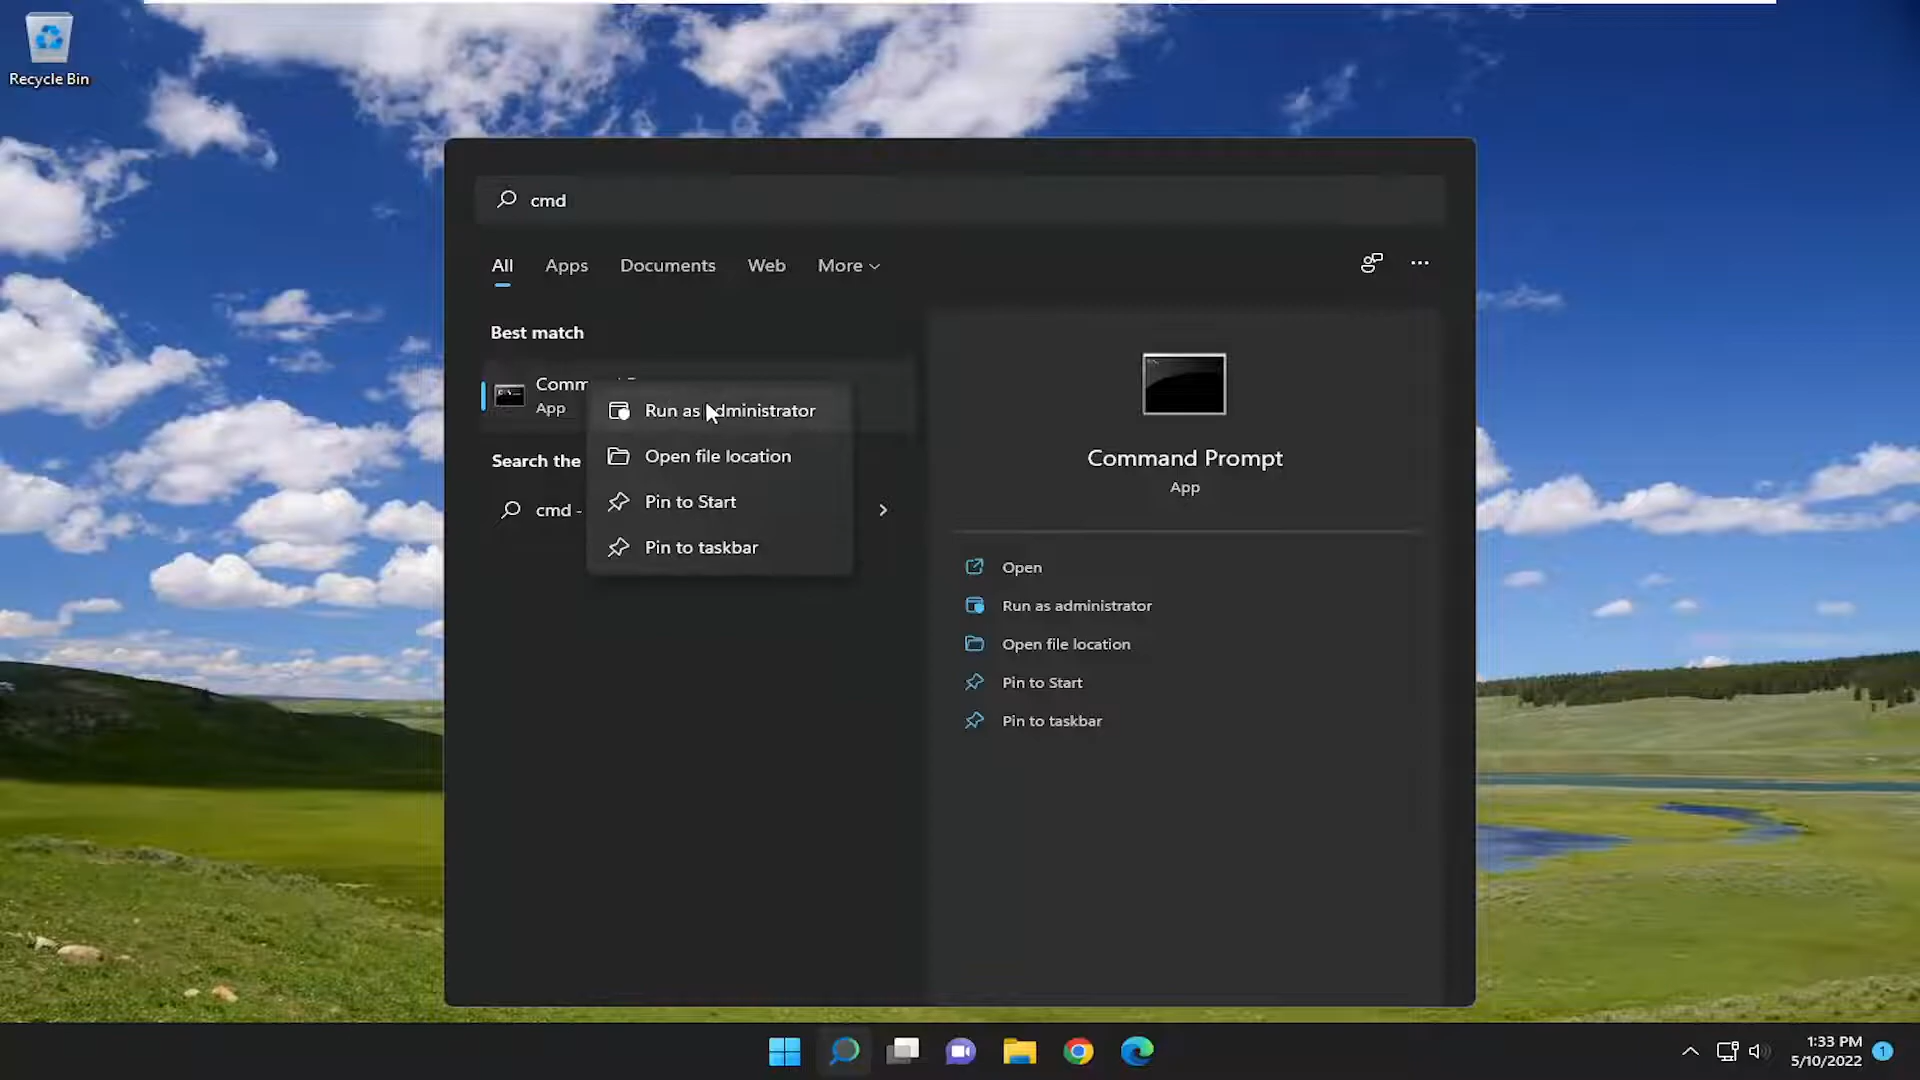 Recycle Bin
cmd
All Apps Documents Web More
Best match
App
Run as administrator
Open file location
Pin to Start
Pin to taskbar
Search the
cmd -
Command Prompt
App
Open
Run as administrator
Open file location
Pin to Start
Pin to taskbar
1:33 PM
5/10/2022
1